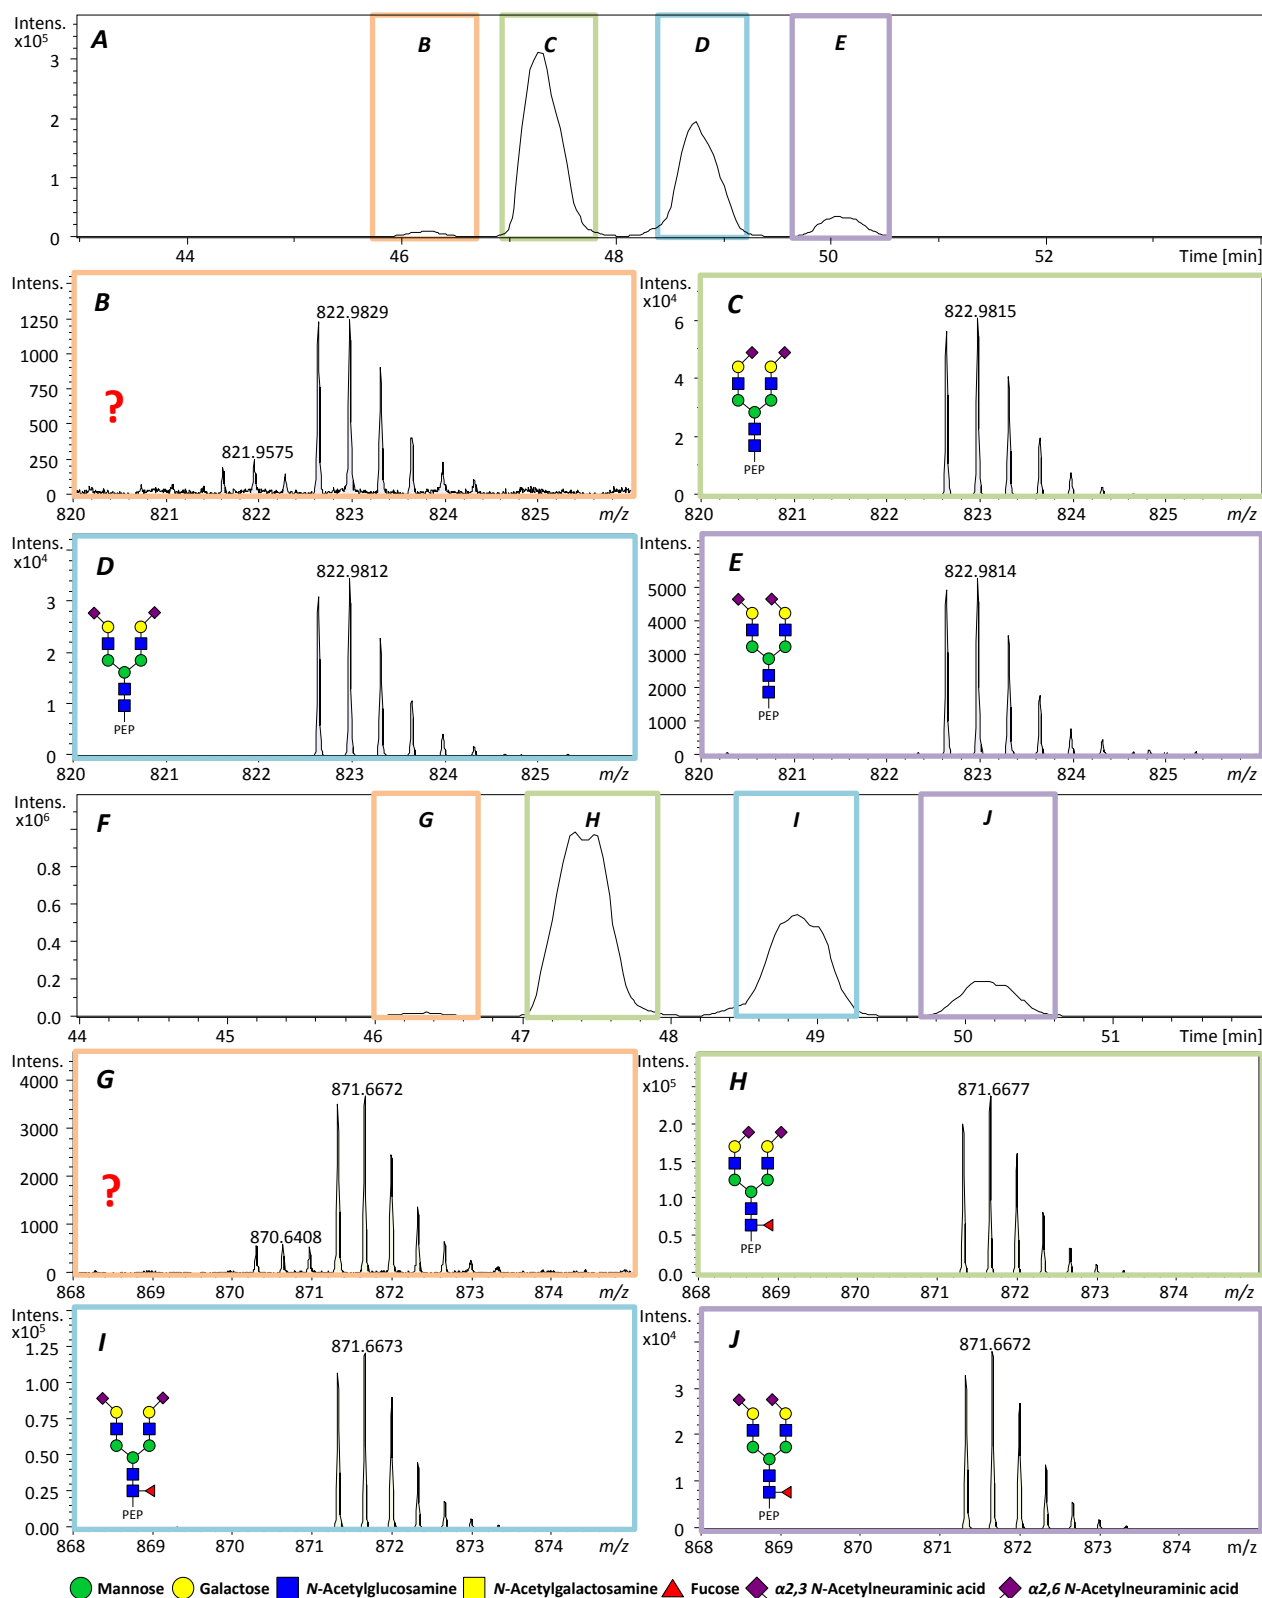 Intens.
x10⁵
A
B
C
D
E
3
2
1
0
44
46
48
50
52
Time [min]
Intens.
B
822.9829
821.9575
?
1250
1000
750
500
250
0
820
821
822
823
824
825
m/z
Intens.
x10⁴
C
822.9815
PEP
6
4
2
0
820
821
822
823
824
825
m/z
Intens.
x10⁴
D
822.9812
PEP
3
2
1
0
820
821
822
823
824
825
m/z
Intens.
E
822.9814
PEP
5000
4000
3000
2000
1000
0
820
821
822
823
824
825
m/z
Intens.
x10⁶
F
G
H
I
J
0.8
0.6
0.4
0.2
0.0
44
45
46
47
48
49
50
51
Time [min]
Intens.
G
871.6672
870.6408
?
4000
3000
2000
1000
0
868
869
870
871
872
873
874
m/z
Intens.
x10⁵
H
871.6677
PEP
2.0
1.5
1.0
0.5
0.0
868
869
870
871
872
873
874
m/z
Intens.
x10⁵
I
871.6673
PEP
1.25
1.00
0.75
0.50
0.25
0.00
868
869
870
871
872
873
874
m/z
Intens.
x10⁴
J
871.6672
PEP
3
2
1
0
868
869
870
871
872
873
874
m/z
Mannose Galactose N-Acetylglucosamine N-Acetylgalactosamine Fucose α2,3 N-Acetylneuraminic acid α2,6 N-Acetylneuraminic acid